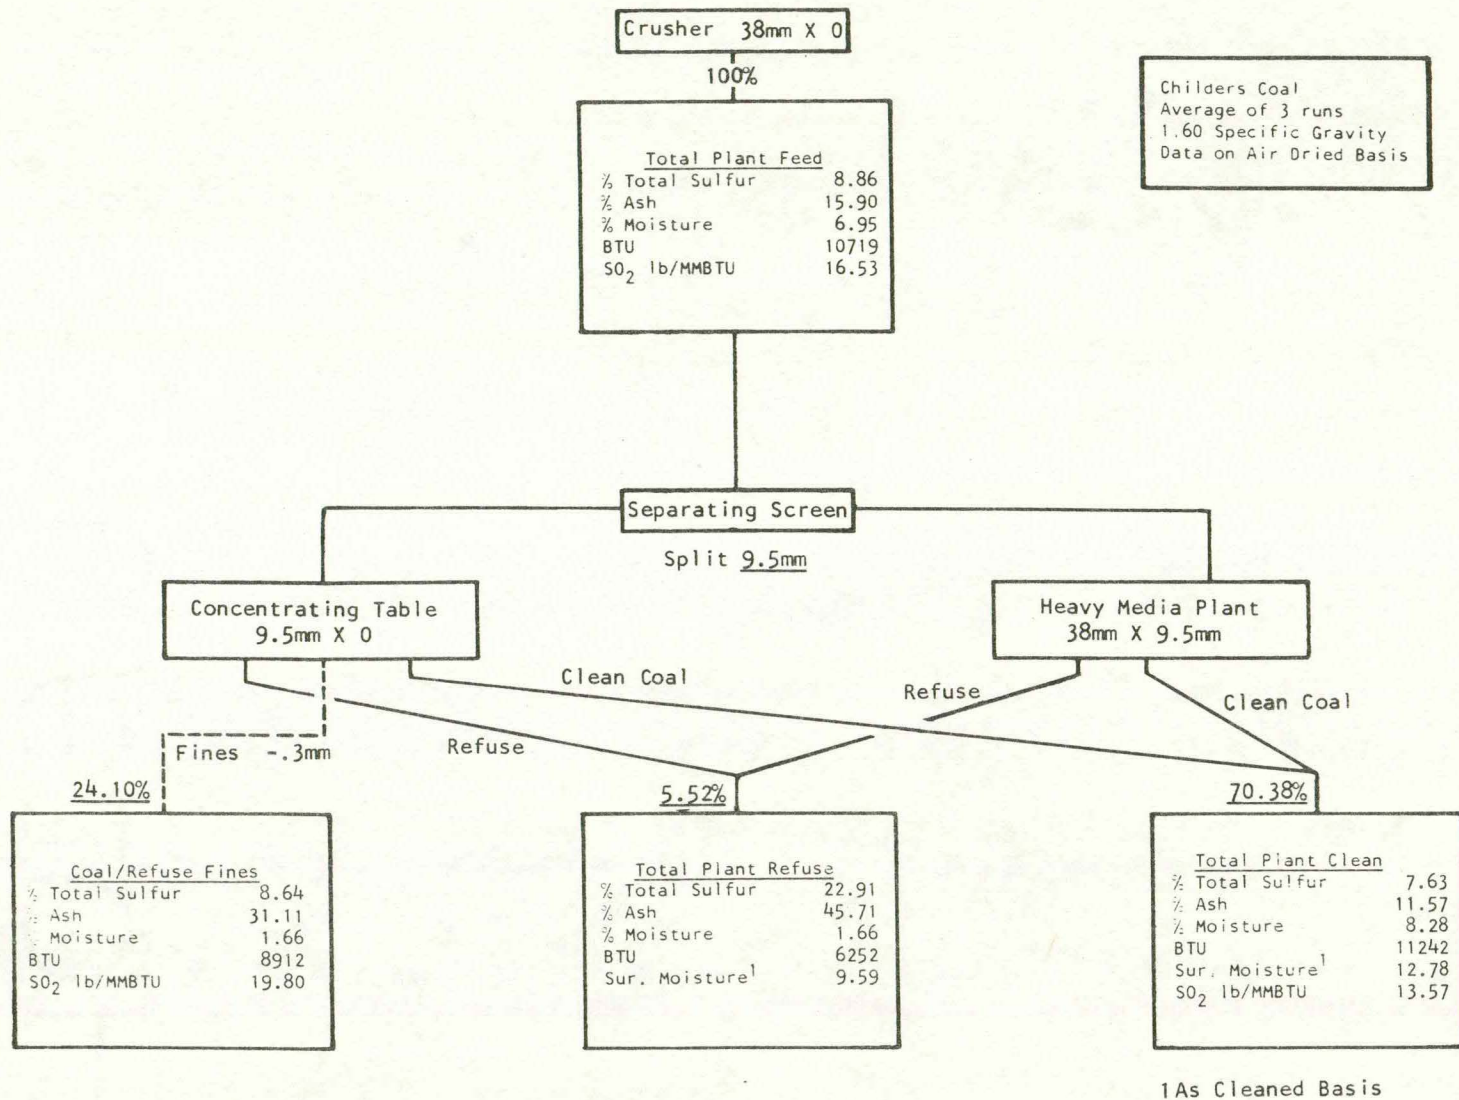 Crusher 38mm X 0
100%
Childers Coal
Average of 3 runs
1.60 Specific Gravity
Data on Air Dried Basis
Total Plant Feed
% Total Sulfur 8.86
% Ash 15.90
% Moisture 6.95
BTU 10719
SO2 lb/MMBTU 16.53
Separating Screen
Split 9.5mm
Concentrating Table
9.5mm X 0
Heavy Media Plant
38mm X 9.5mm
Clean Coal
Refuse
Clean Coal
Fines -.3mm
Refuse
24.10%
5.52%
70.38%
Coal/Refuse Fines
% Total Sulfur 8.64
% Ash 31.11
% Moisture 1.66
BTU 8912
SO2 lb/MMBTU 19.80
Total Plant Refuse
% Total Sulfur 22.91
% Ash 45.71
% Moisture 1.66
BTU 6252
Sur. Moisture1 9.59
Total Plant Clean
% Total Sulfur 7.63
% Ash 11.57
% Moisture 8.28
BTU 11242
Sur. Moisture1 12.78
SO2 lb/MMBTU 13.57
1As Cleaned Basis